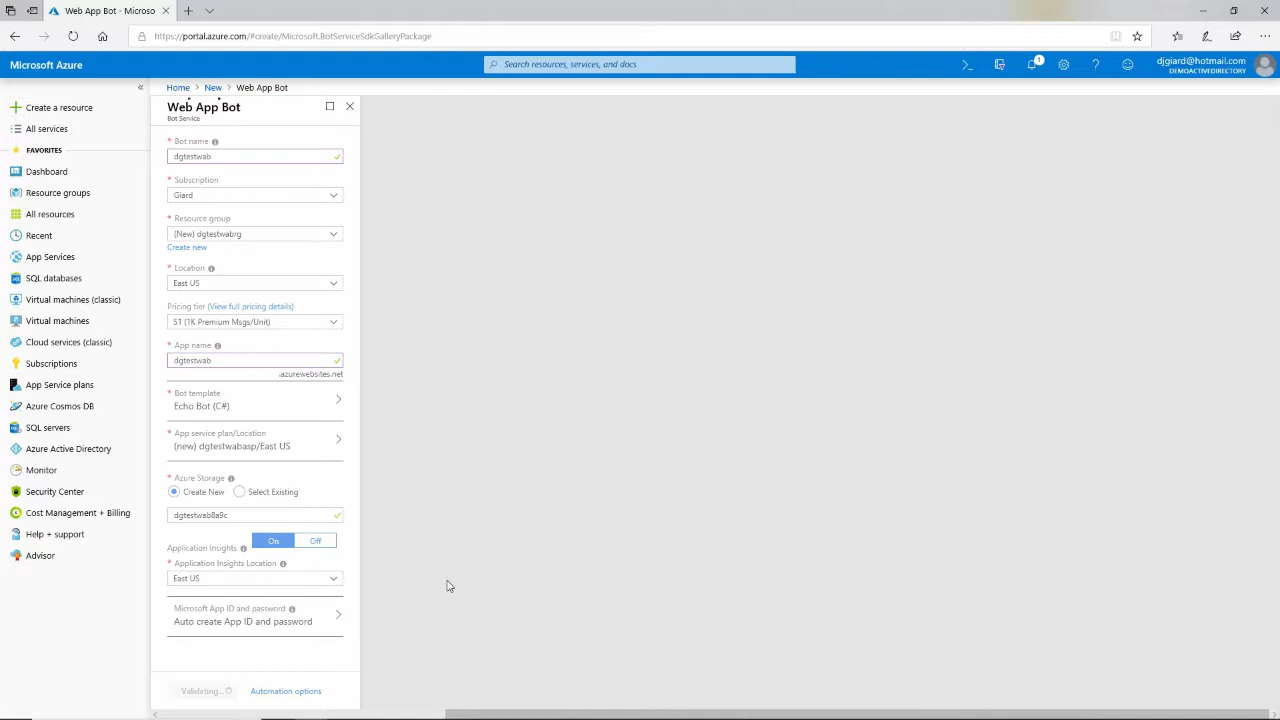 Web App Bot - Microso
https://portal.azure.com/#create/Microsoft.BotServiceSdkGalleryPackage
Microsoft Azure
Search resources, services, and docs
1
djgiard@hotmail.com
DEMOACTIVEDIRECTORY
Home > New > Web App Bot
Create a resource
All services
FAVORITES
Dashboard
Resource groups
All resources
Recent
App Services
SQL databases
Virtual machines (classic)
Virtual machines
Cloud services (classic)
Subscriptions
App Service plans
Azure Cosmos DB
SQL servers
Azure Active Directory
Monitor
Security Center
Cost Management + Billing
Help + support
Advisor
Web App Bot
Bot Service
* Bot name
dgtestwab
* Subscription
Giard
* Resource group
(New) dgtestwabrg
Create new
* Location
East US
Pricing tier (View full pricing details)
S1 (1K Premium Msgs/Unit)
* App name
dgtestwab
.azurewebsites.net
* Bot template
Echo Bot (C#)
* App service plan/Location
(new) dgtestwabasp/East US
* Azure Storage
Create New
Select Existing
dgtestwab8a9c
Application Insights
On
Off
* Application Insights Location
East US
Microsoft App ID and password
Auto create App ID and password
Validating...
Automation options